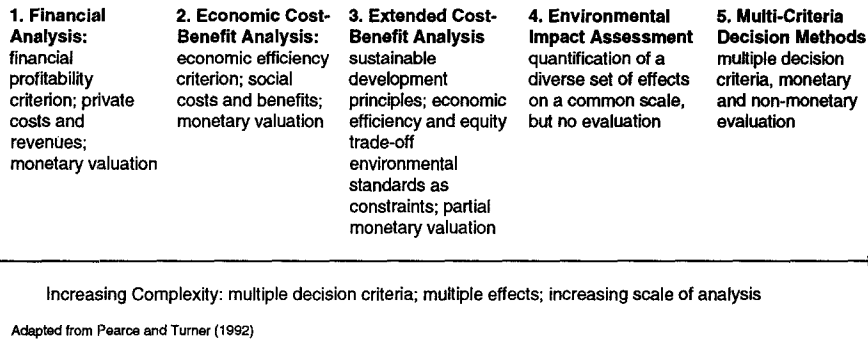 1. Financial
Analysis:
financial
profitability
criterion; private
costs and
revenues;
monetary valuation
2. Economic Cost-
Benefit Analysis:
economic efficiency
criterion; social
costs and benefits;
monetary valuation
3. Extended Cost-
Benefit Analysis
sustainable
development
principles; economic
efficiency and equity
trade-off
environmental
standards as
constraints; partial
monetary valuation
4. Environmental
Impact Assessment
quantification of a
diverse set of effects
on a common scale,
but no evaluation
5. Multi-Criteria
Decision Methods
multiple decision
criteria, monetary
and non-monetary
evaluation
Increasing Complexity: multiple decision criteria; multiple effects; increasing scale of analysis
Adapted from Pearce and Turner (1992)